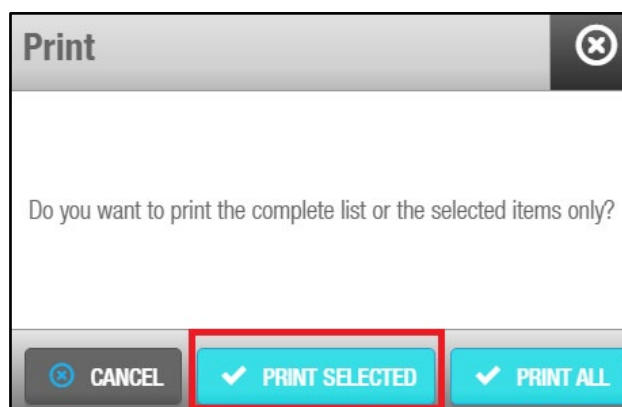 Print
Do you want to print the complete list or the selected items only?
CANCEL PRINT SELECTED PRINT ALL